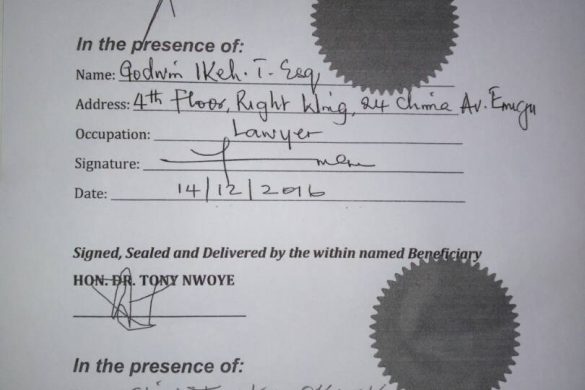 In the presence of:
Name: Godwin Ikeh. T. Esq,
Address: 4th Floor, Right Wing, 24 Chime Av. Enugu
Occupation: Lawyer
Signature:
Date: 14/12/2016
Signed, Sealed and Delivered by the within named Beneficiary
HON. DR. TONY NWOYE
In the presence of: